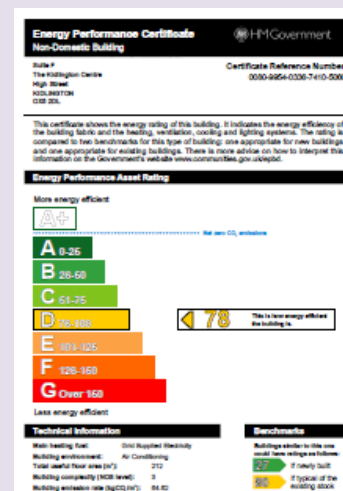 Energy Performance Certificate
HM Government
Non-Domestic Building
Suite F
The Kidlington Centre
High Street
KIDLINGTON
OX5 2DL
Certificate Reference Number:
This certificate shows the energy rating of this building. It indicates the energy efficiency of
the building fabric and the heating, ventilation, cooling and lighting systems. The rating is
compared to two benchmarks for this type of building: one appropriate for new buildings
and one appropriate for existing buildings. There is more advice on how to interpret this
information on the Government's website www.communities.gov.uk/epbd.
Energy Performance Asset Rating
More energy efficient
A+
Net zero CO₂ emissions
A 0-25
B 26-50
C 51-75
D 76-100
78
This is how energy efficient
the building is.
E 101-125
F 126-150
G Over 150
Less energy efficient
Technical Information
Main heating fuel: Grid Supplied Electricity
Building environment: Air Conditioning
Total useful floor area (m²): 212
Building complexity (NOS level): 3
Building emission rate (kgCO₂/m²):
Benchmarks
Buildings similar to this one
could have ratings as follows:
27 If newly built
90 If typical of the
existing stock